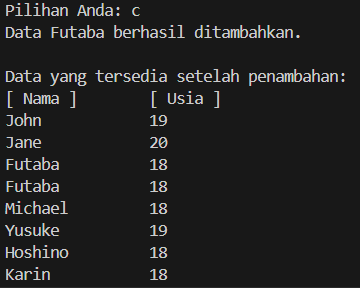 Pilihan Anda: c
Data Futaba berhasil ditambahkan.
Data yang tersedia setelah penambahan:
[ Nama ] [ Usia ]
John 19
Jane 20
Futaba 18
Futaba 18
Michael 18
Yusuke 19
Hoshino 18
Karin 18